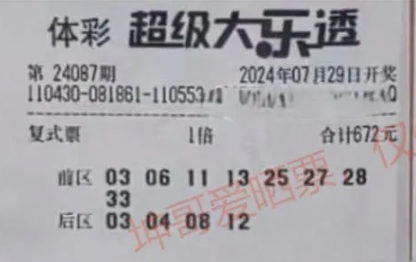 体彩 超级大乐透
第 24087期 2024年07月29日开奖
110430-081861-110553
复式票 1倍 合计672元
前区 03 06 11 13 25 27 28
33
后区 03 04 08 12
坤哥爱晒票 仅